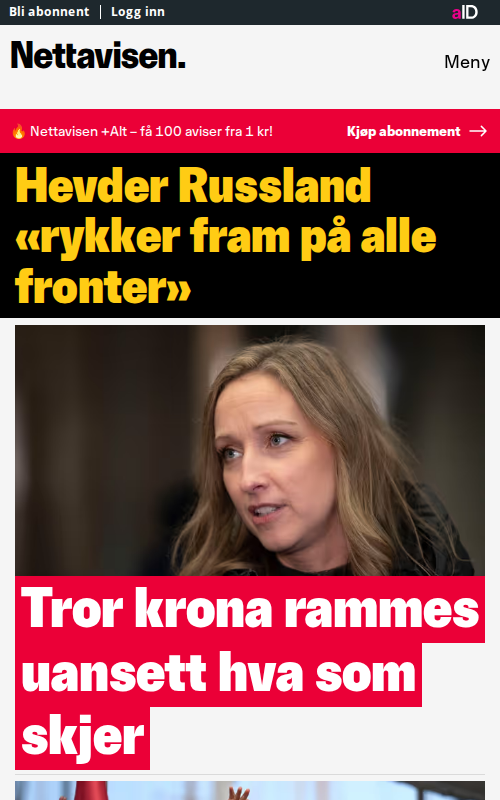 Bli abonnent | Logg inn
aID
Nettavisen.
Meny
🔥 Nettavisen +Alt – få 100 aviser fra 1 kr!
Kjøp abonnement →
Hevder Russland
«rykker fram på alle
fronter»
Tror krona rammes
uansett hva som
skjer